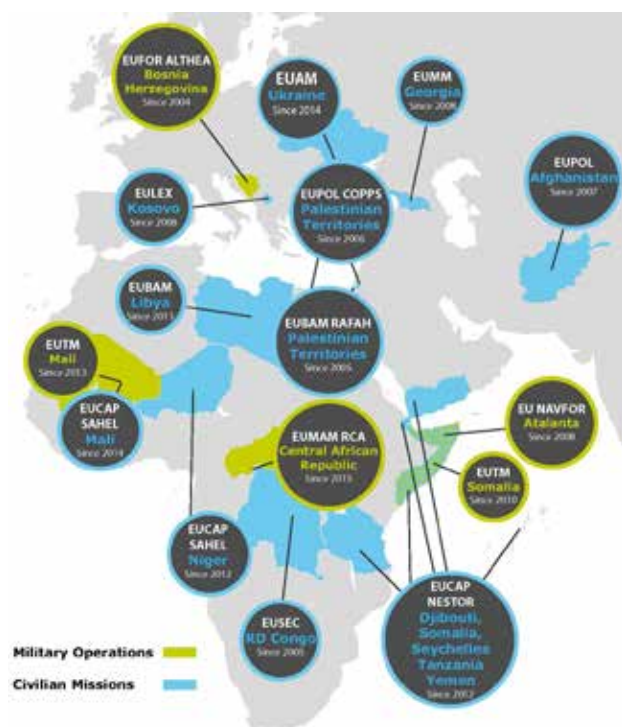 EUFOR ALTHEA
Bosnia
Herzegovina
Since 2004
EUAM
Ukraine
Since 2014
EUMM
Georgia
Since 2008
EUPOL
Afghanistan
Since 2007
EULEX
Kosovo
Since 2008
EUPOL COPPS
Palestinian
Territories
Since 2006
EUBAM
Libya
Since 2013
EUBAM RAFAH
Palestinian
Territories
Since 2005
EUTM
Mali
Since 2013
EUCAP
SAHEL
Mali
Since 2014
EUMAM RCA
Central African
Republic
Since 2015
EU NAVFOR
Atalanta
Since 2008
EUTM
Somalia
Since 2010
EUCAP
SAHEL
Niger
Since 2012
EUSEC
RD Congo
Since 2005
EUCAP
NESTOR
Djibouti,
Somalia,
Seychelles
Tanzania
Yemen
Since 2012
Military Operations
Civilian Missions